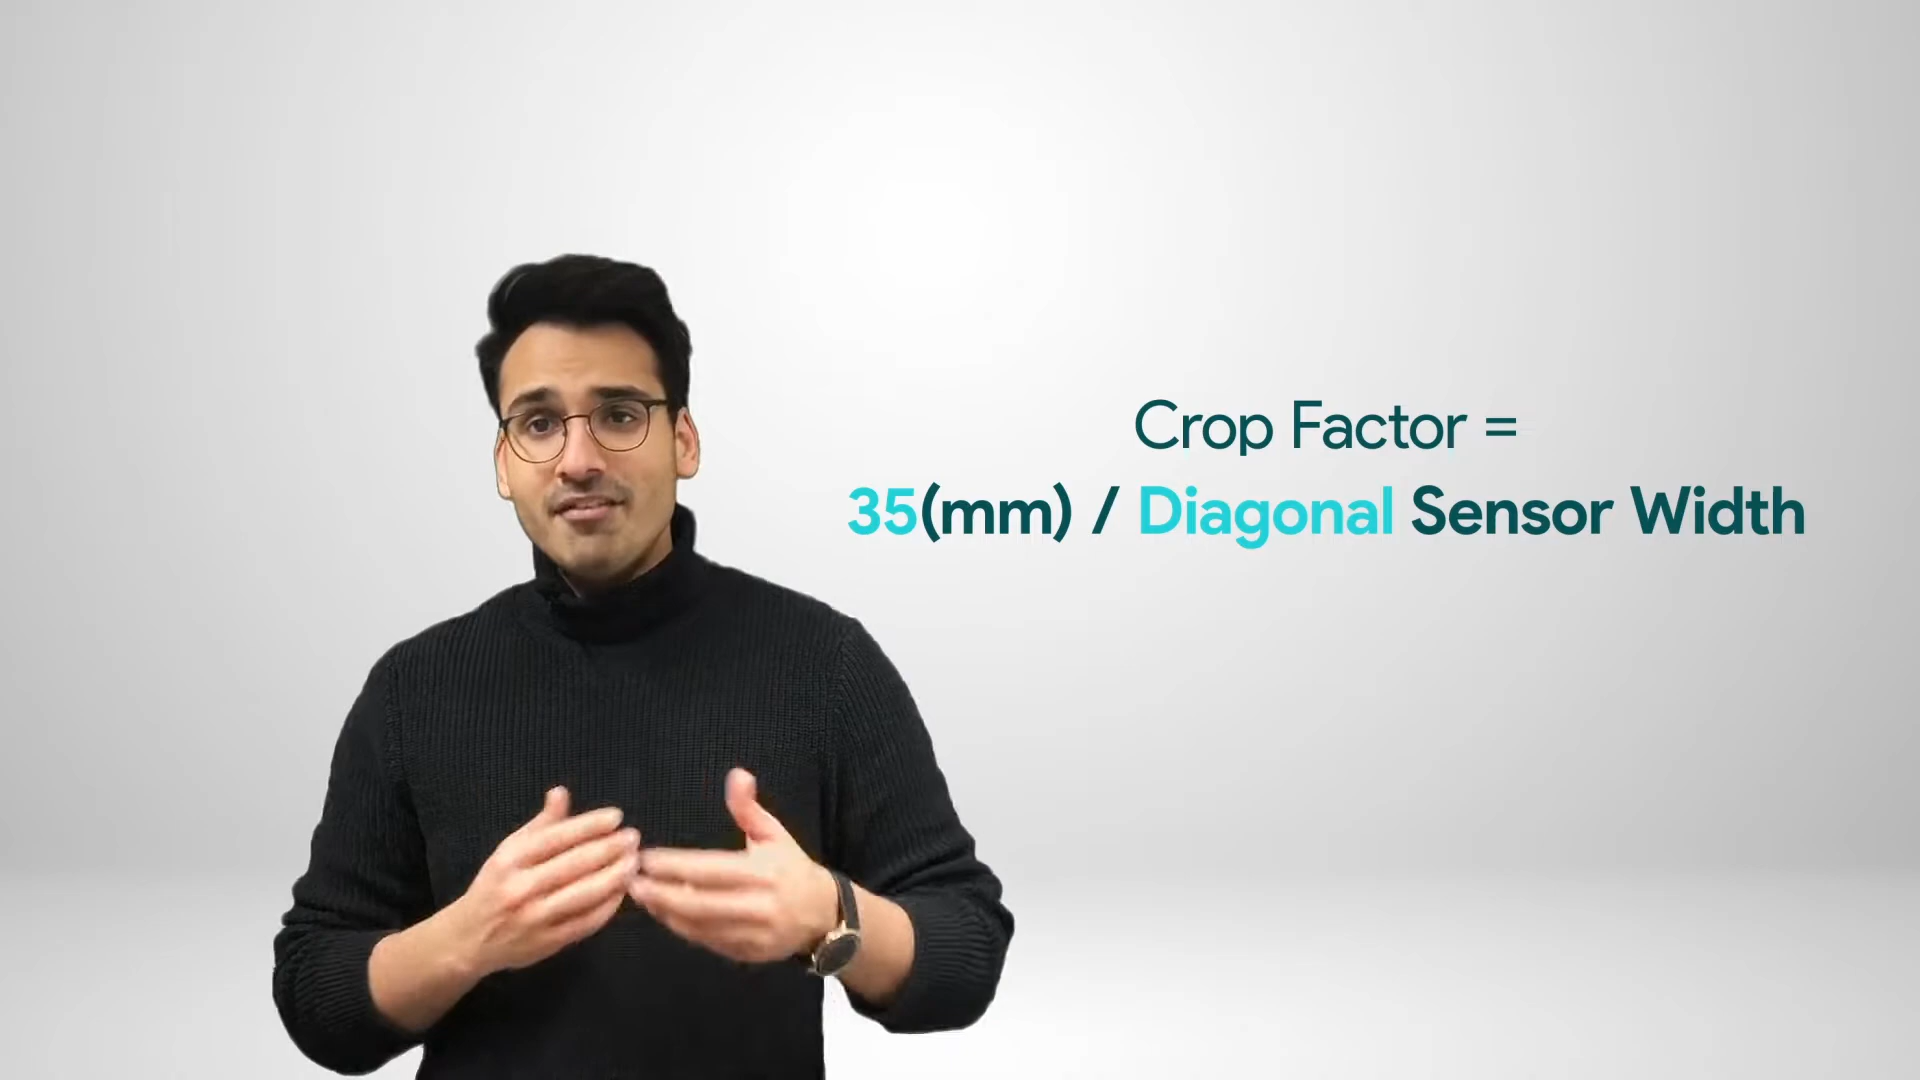 Crop Factor =
35(mm) / Diagonal Sensor Width